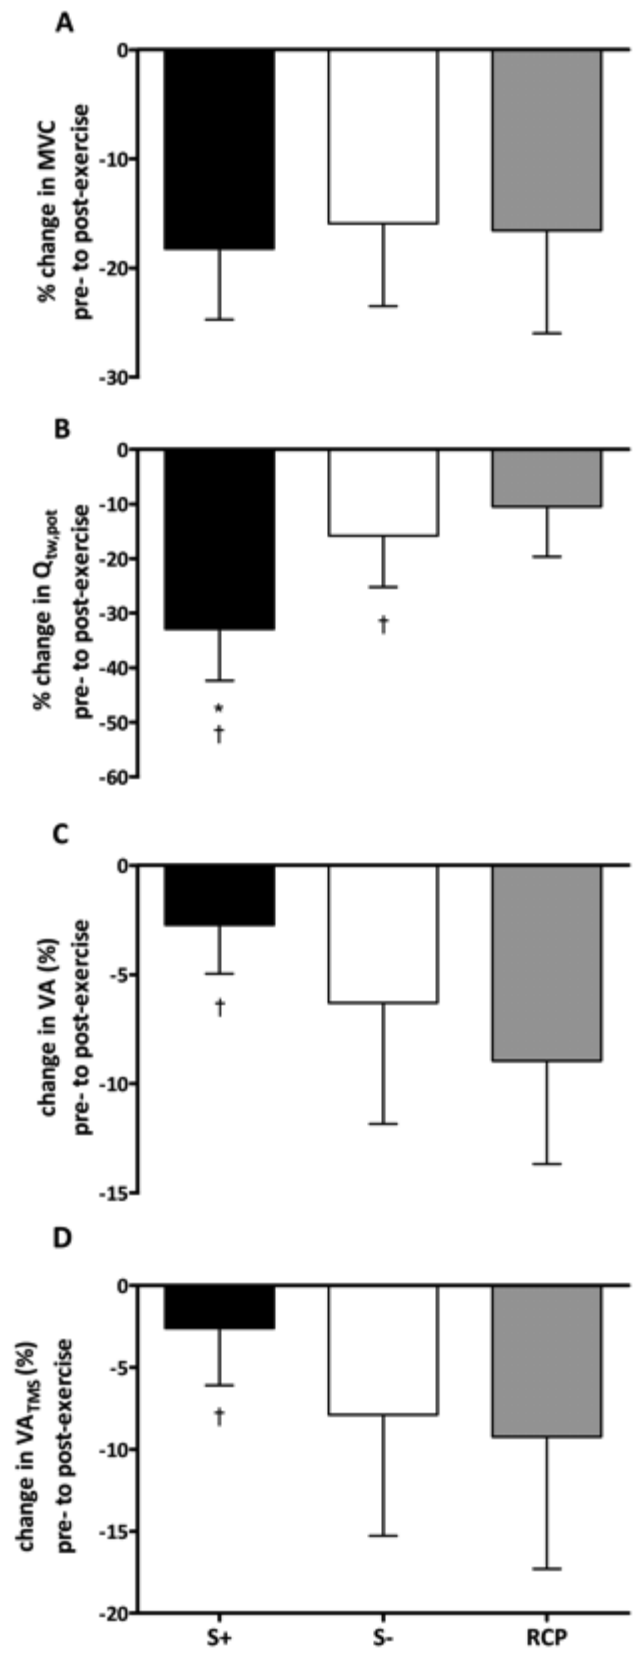 A
% change in MVC
pre- to post-exercise
0
-10
-20
-30
B
% change in Qtw,pot
pre- to post-exercise
0
-10
-20
-30
-40
-50
-60
*
†
†
C
change in VA (%)
pre- to post-exercise
0
-5
-10
-15
†
D
change in VATMS (%)
pre- to post-exercise
0
-5
-10
-15
-20
†
S+ S- RCP